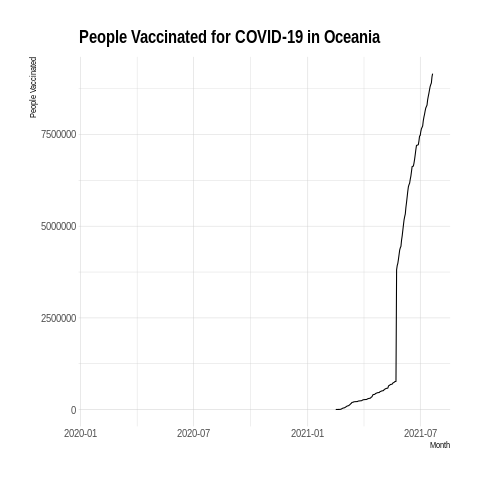 People Vaccinated for COVID-19 in Oceania
People Vaccinated
7500000
5000000
2500000
0
2020-01
2020-07
2021-01
2021-07
Month